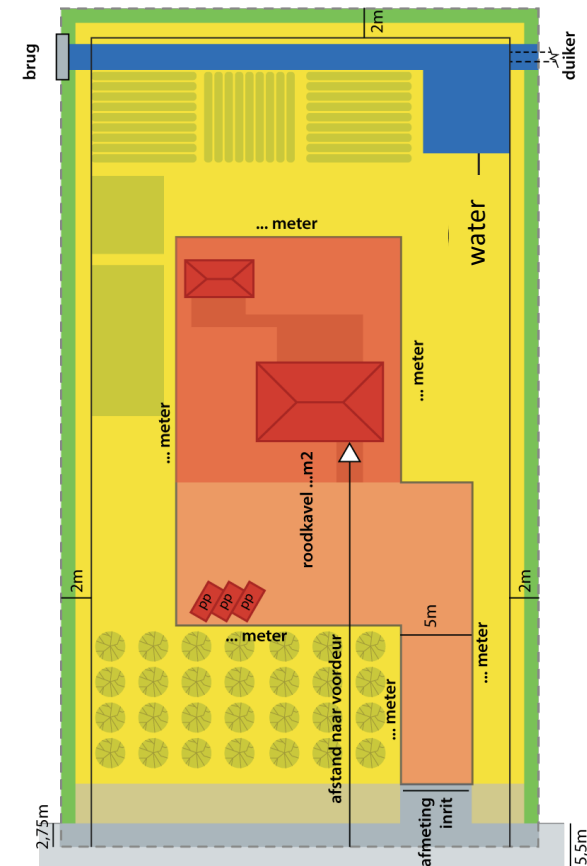 2m
brug
duiker
water
... meter
... meter
... meter
roodkavel ...m2
2m
2m
pp
pp
pp
5m
... meter
... meter
... meter
afstand naar voordeur
afmeting
inrit
2,75m
5,5m